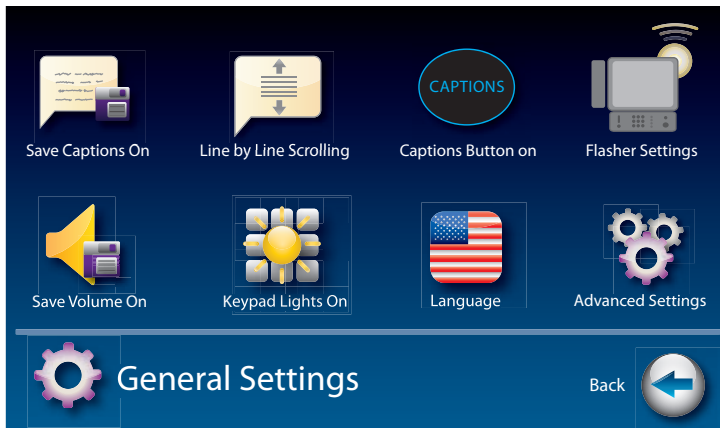 CAPTIONS
Save Captions On
Line by Line Scrolling
Captions Button on
Flasher Settings
Save Volume On
Keypad Lights On
Language
Advanced Settings
General Settings
Back